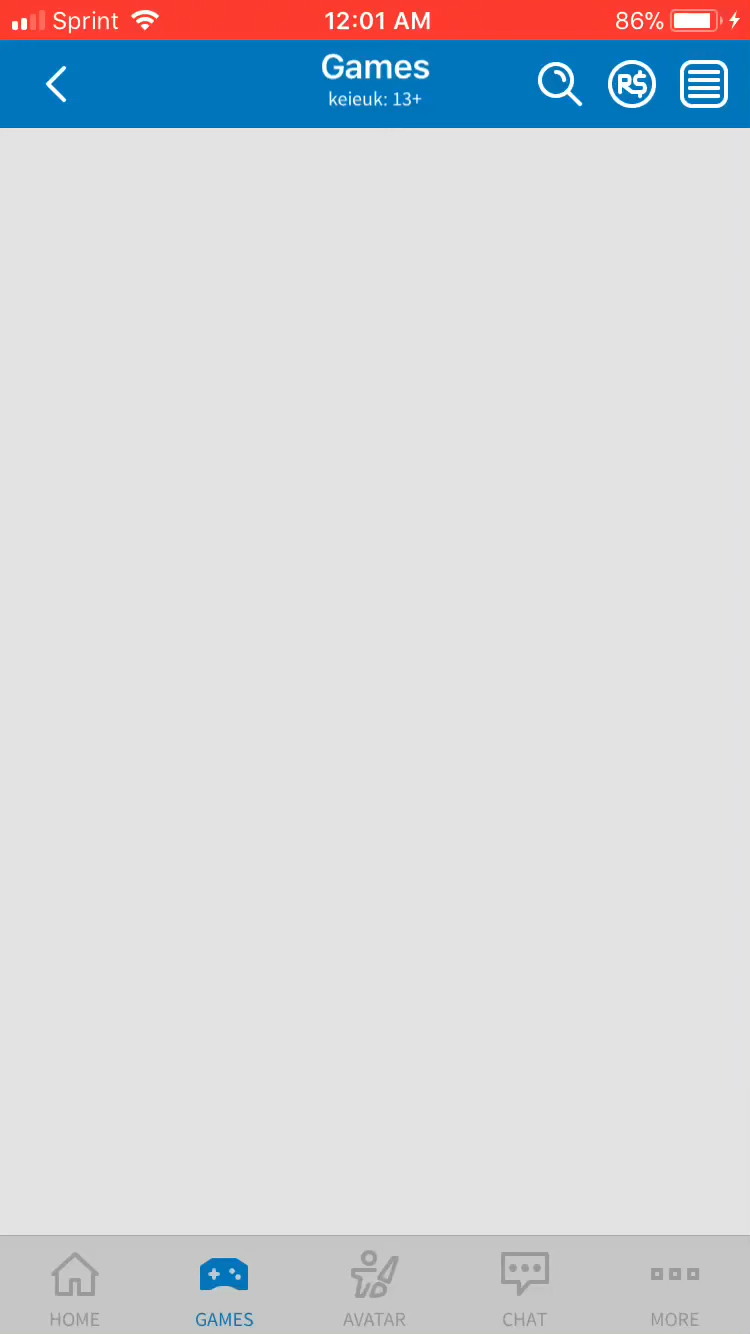 Sprint 12:01 AM 86%
Games
keieuk: 13+
R$
HOME GAMES AVATAR CHAT MORE